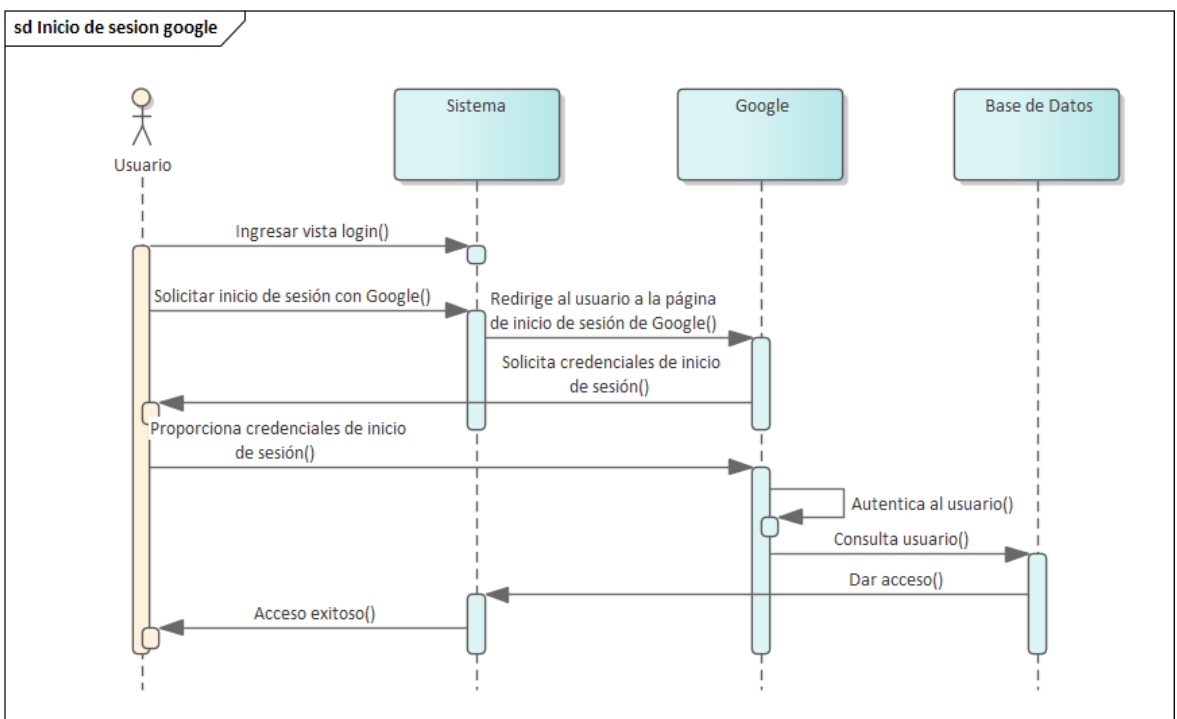 sd Inicio de sesion google
Usuario
Sistema
Google
Base de Datos
Ingresar vista login()
Solicitar inicio de sesión con Google()
Redirige al usuario a la página
de inicio de sesión de Google()
Solicita credenciales de inicio
de sesión()
Proporciona credenciales de inicio
de sesión()
Autentica al usuario()
Consulta usuario()
Dar acceso()
Acceso exitoso()